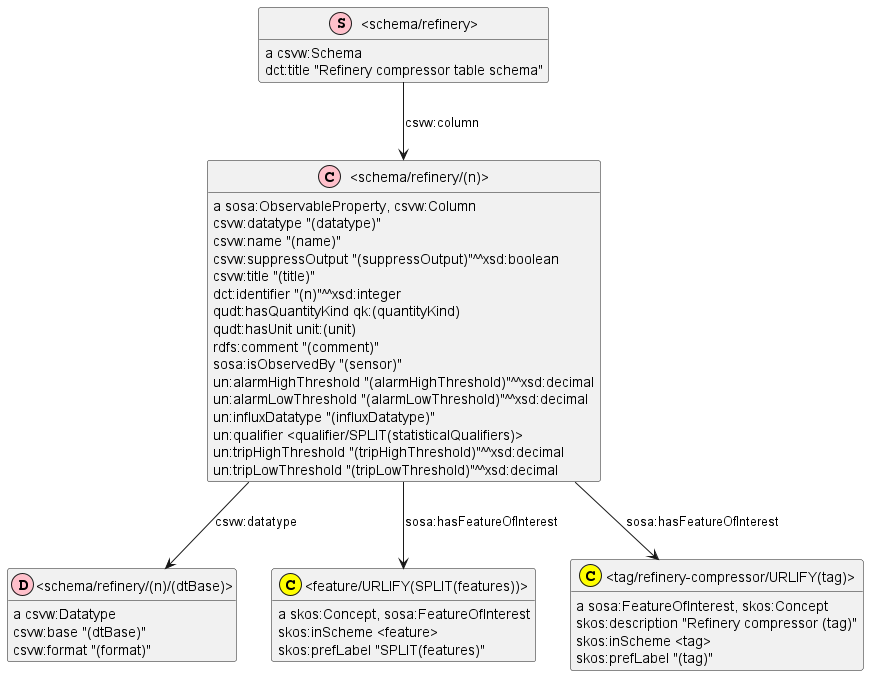 S <schema/refinery>
a csvw:Schema
dct:title "Refinery compressor table schema"
csvw:column
C <schema/refinery/(n)>
a sosa:ObservableProperty, csvw:Column
csvw:datatype "(datatype)"
csvw:name "(name)"
csvw:suppressOutput "(suppressOutput)"^^xsd:boolean
csvw:title "(title)"
dct:identifier "(n)"^^xsd:integer
qudt:hasQuantityKind qk:(quantityKind)
qudt:hasUnit unit:(unit)
rdfs:comment "(comment)"
sosa:isObservedBy "(sensor)"
un:alarmHighThreshold "(alarmHighThreshold)"^^xsd:decimal
un:alarmLowThreshold "(alarmLowThreshold)"^^xsd:decimal
un:influxDatatype "(influxDatatype)"
un:qualifier <qualifier/SPLIT(statisticalQualifiers)>
un:tripHighThreshold "(tripHighThreshold)"^^xsd:decimal
un:tripLowThreshold "(tripLowThreshold)"^^xsd:decimal
csvw:datatype
sosa:hasFeatureOfInterest
sosa:hasFeatureOfInterest
D <schema/refinery/(n)/(dtBase)>
a csvw:Datatype
csvw:base "(dtBase)"
csvw:format "(format)"
C <feature/URLIFY(SPLIT(features))>
a skos:Concept, sosa:FeatureOfInterest
skos:inScheme <feature>
skos:prefLabel "SPLIT(features)"
C <tag/refinery-compressor/URLIFY(tag)>
a sosa:FeatureOfInterest, skos:Concept
skos:description "Refinery compressor (tag)"
skos:inScheme <tag>
skos:prefLabel "(tag)"